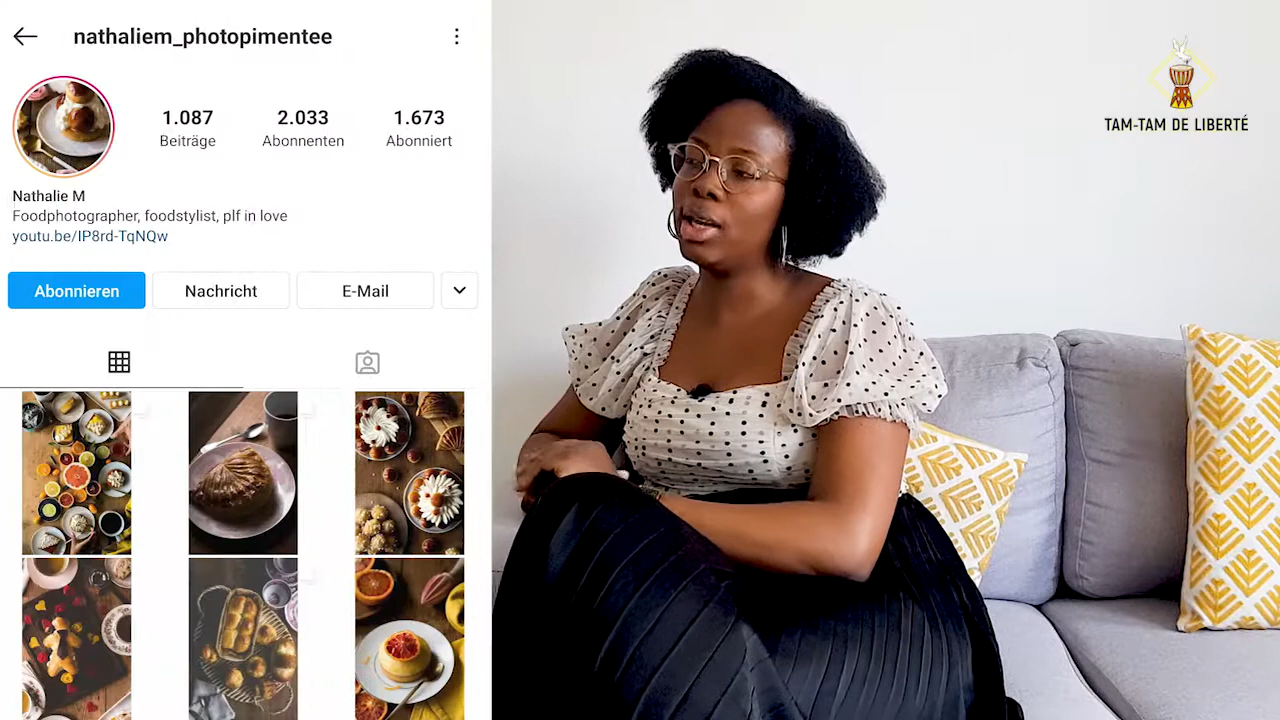 nathaliem_photopimentee
1.087 2.033 1.673
Beiträge Abonnenten Abonniert
Nathalie M
Foodphotographer, foodstylist, plf in love
youtu.be/IP8rd-TqNQw
Abonnieren Nachricht E-Mail
TAM-TAM DE LIBERTÉ